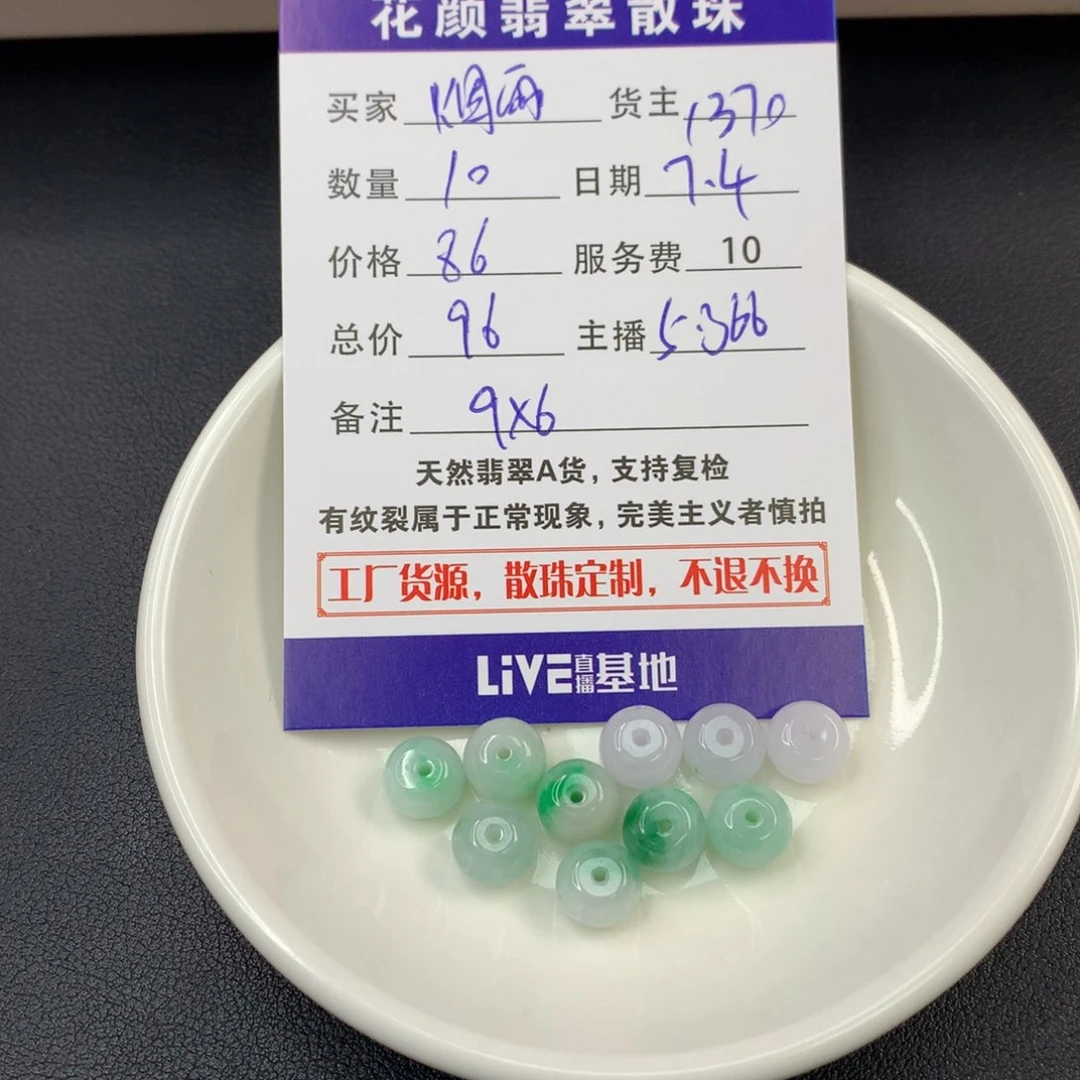 花颜翡翠散珠
买家 烟雨 货主 1370
数量 10 日期 7.4
价格 86 服务费 10
总价 96 主播 5.366
备注 9X6
天然翡翠A货，支持复检
有纹裂属于正常现象，完美主义者慎拍
工厂货源，散珠定制，不退不换
LiVE直播基地